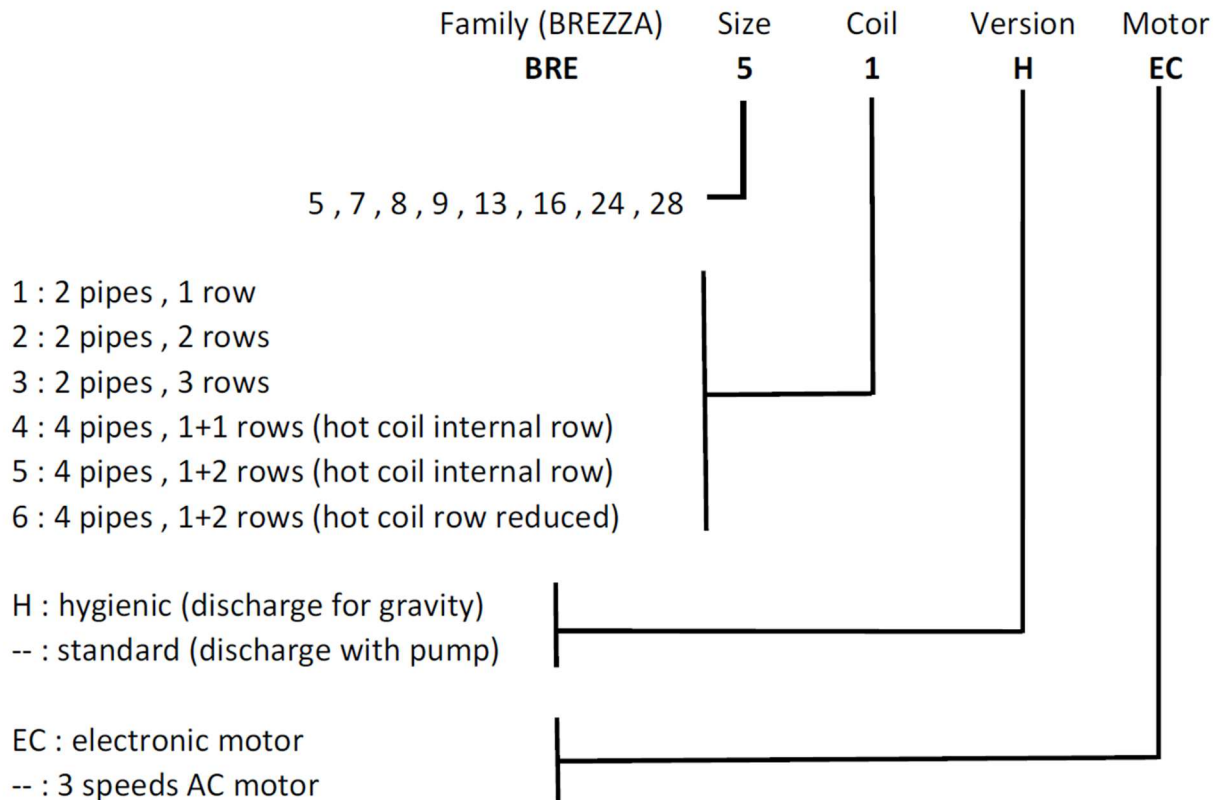 Family (BREZZA) Size Coil Version Motor
BRE 5 1 H EC
5 , 7 , 8 , 9 , 13 , 16 , 24 , 28
1 : 2 pipes , 1 row
2 : 2 pipes , 2 rows
3 : 2 pipes , 3 rows
4 : 4 pipes , 1+1 rows (hot coil internal row)
5 : 4 pipes , 1+2 rows (hot coil internal row)
6 : 4 pipes , 1+2 rows (hot coil row reduced)
H : hygienic (discharge for gravity)
-- : standard (discharge with pump)
EC : electronic motor
-- : 3 speeds AC motor